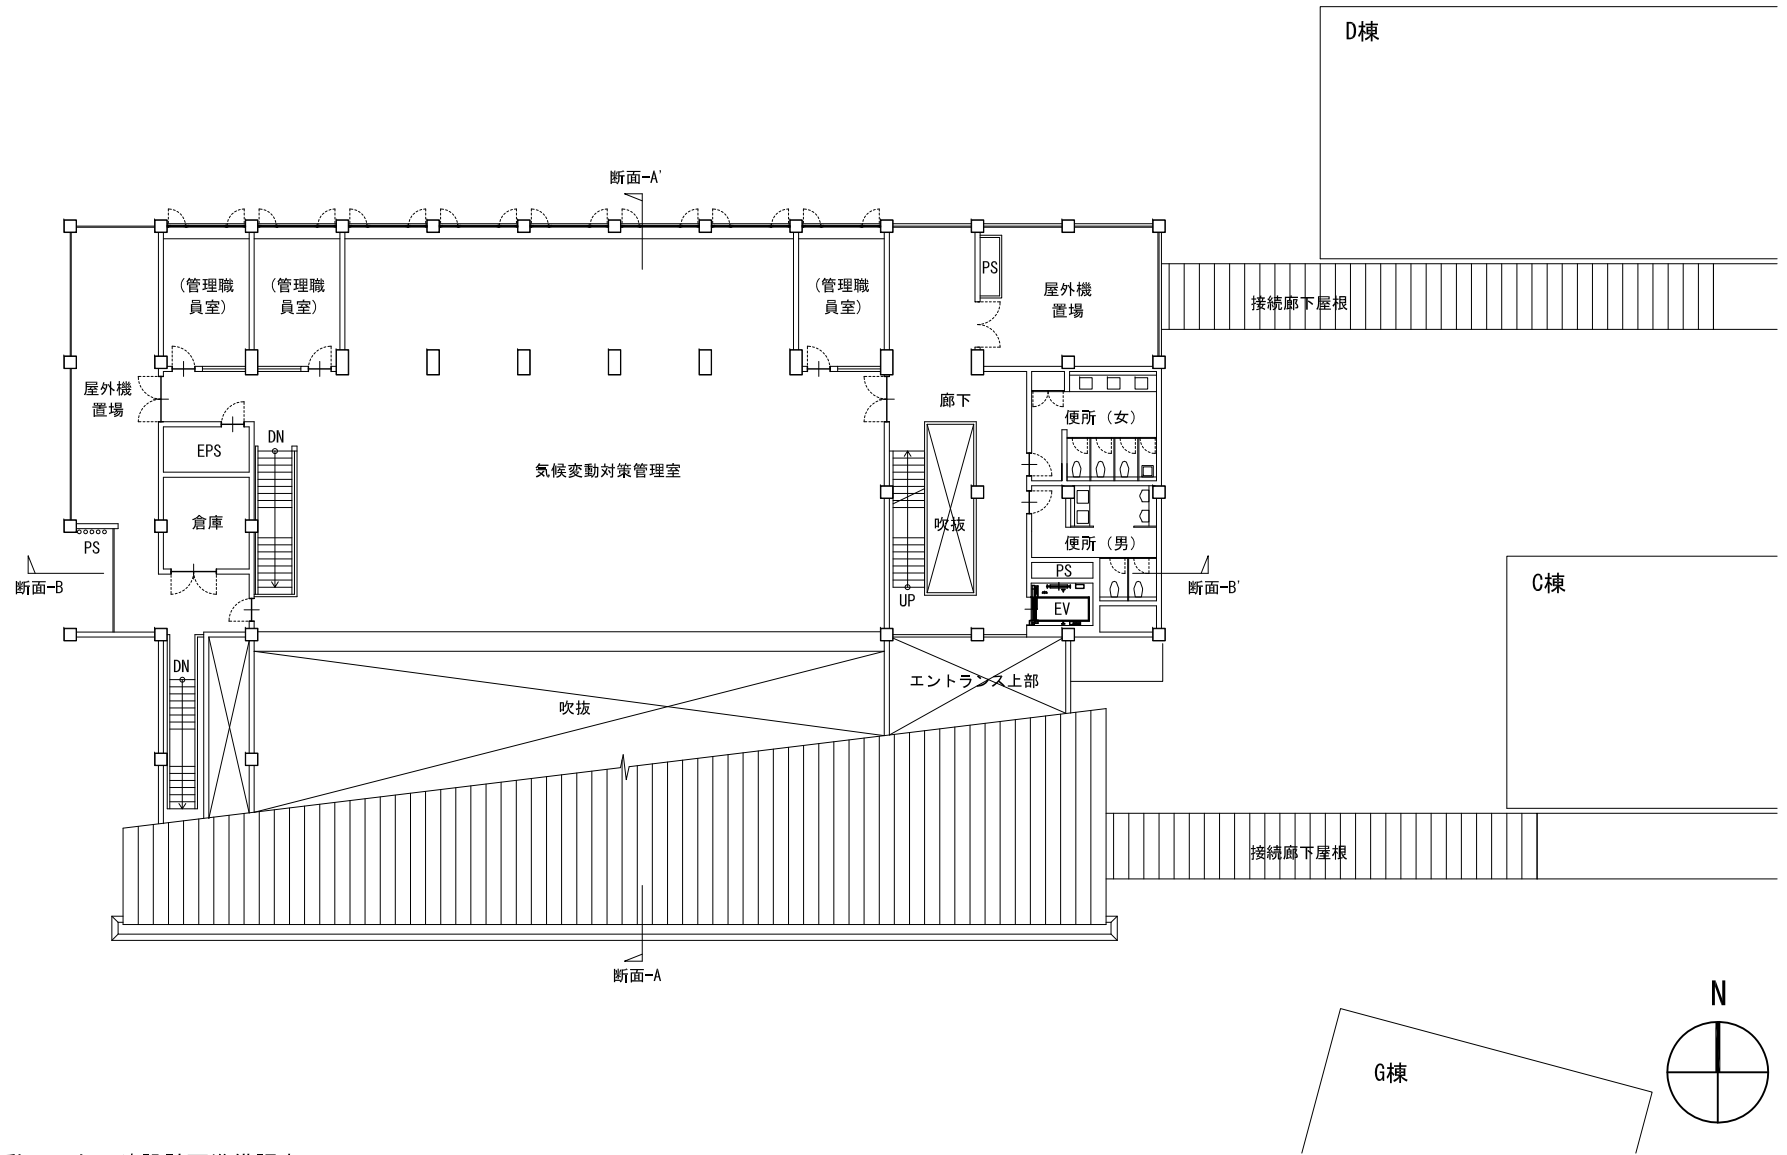 D棟
断面-A'
(管理職
員室)
(管理職
員室)
(管理職
員室)
PS
屋外機
置場
接続廊下屋根
屋外機
置場
廊下
便所（女）
DN
EPS
気候変動対策管理室
倉庫
吹抜
PS
便所（男）
断面-B
PS
断面-B'
C棟
UP
EV
DN
エントランス上部
吹抜
接続廊下屋根
断面-A
N
G棟